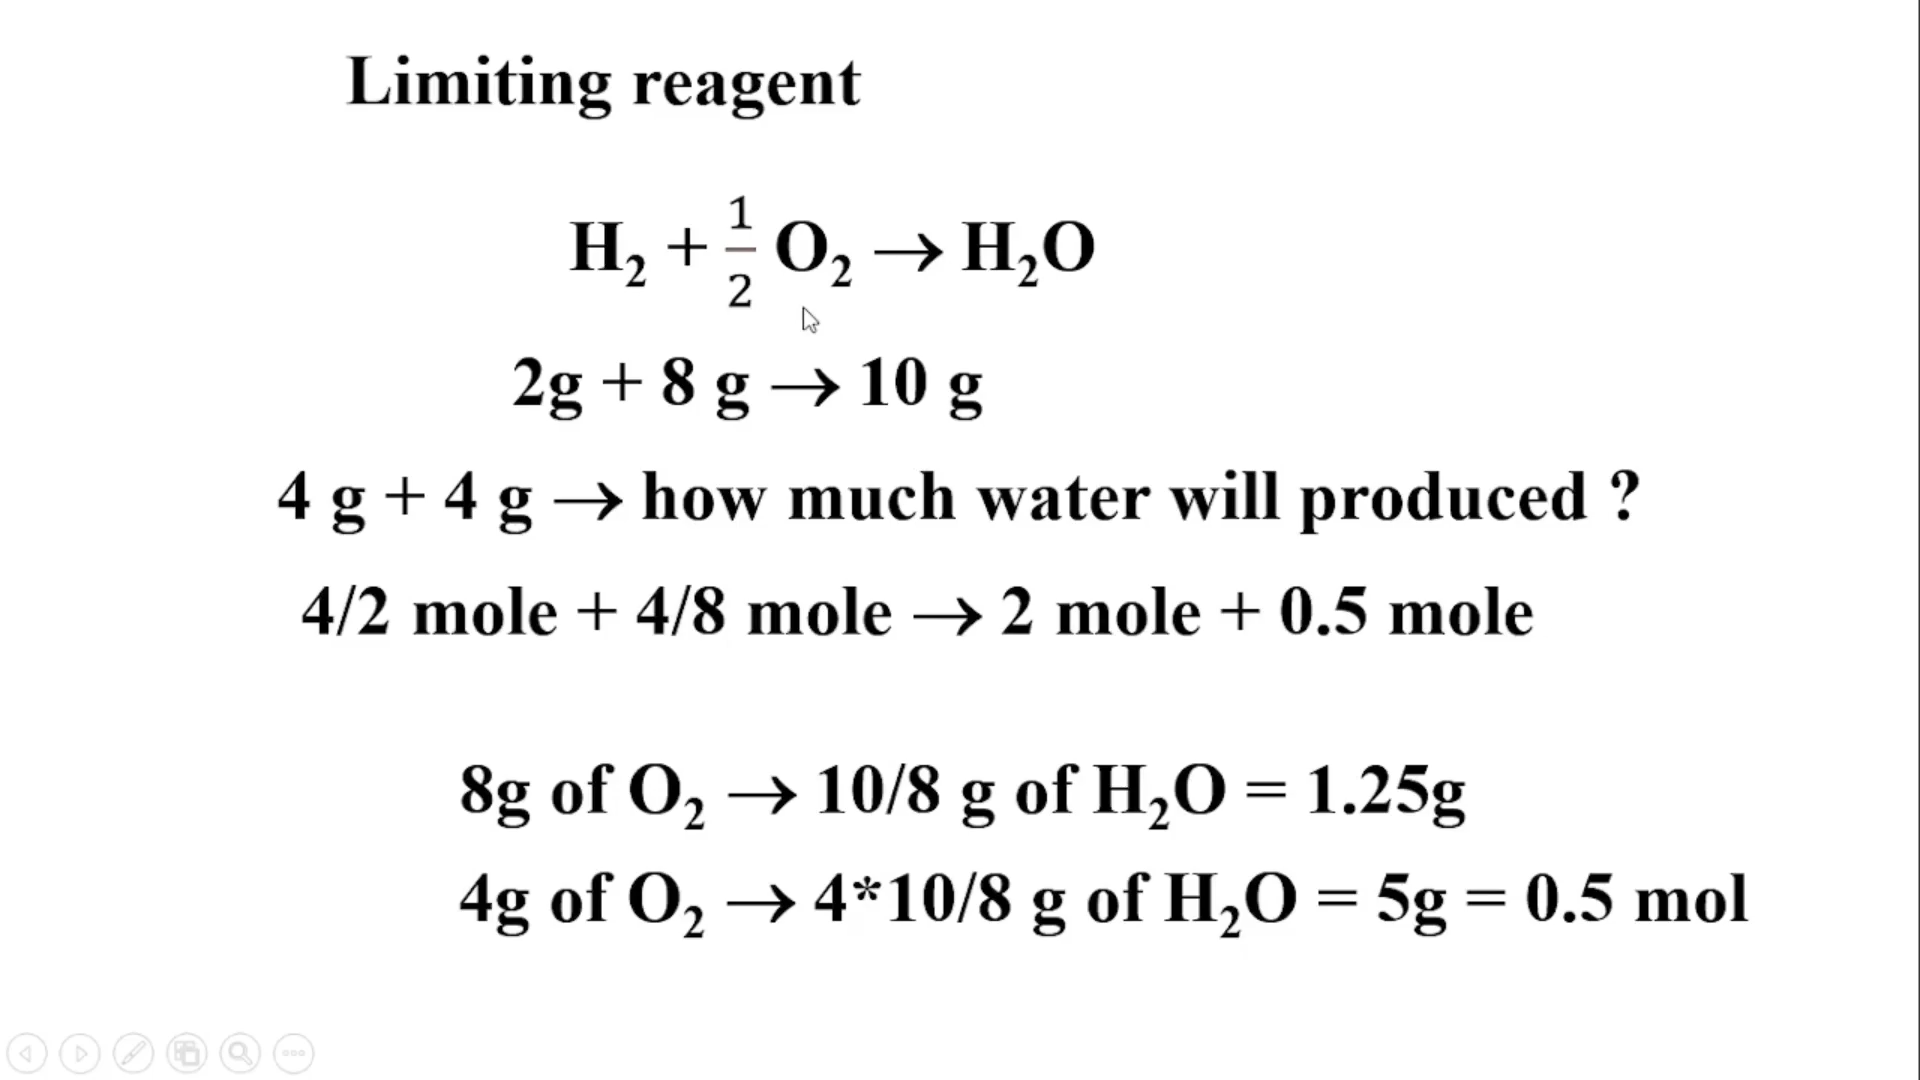 Limiting reagent
H₂ + 1/2 O₂ → H₂O
2g + 8 g → 10 g
4 g + 4 g → how much water will produced ?
4/2 mole + 4/8 mole → 2 mole + 0.5 mole
8g of O₂ → 10/8 g of H₂O = 1.25g
4g of O₂ → 4*10/8 g of H₂O = 5g = 0.5 mol